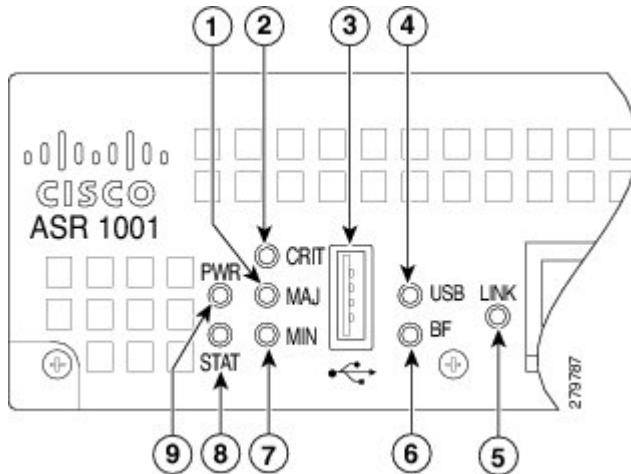 1
2
3
4
CISCO
ASR 1001
CRIT
PWR
MAJ
USB
LINK
MIN
BF
STAT
279787
9
8
7
6
5